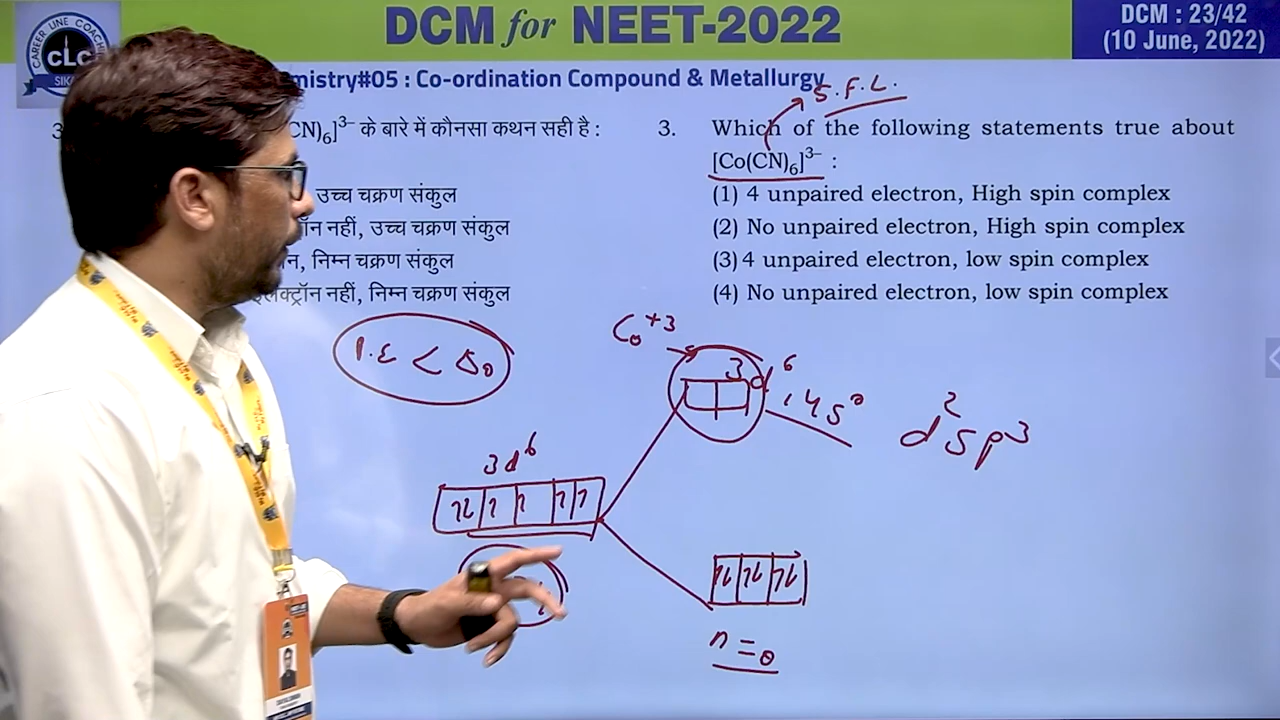 DCM for NEET-2022
DCM : 23/42
(10 June, 2022)
CAREER LINE COACHING
CLC
SIKA
mistry#05 : Co-ordination Compound & Metallurgy
3
CN)₆]³⁻ के बारे में कौनसा कथन सही है :
, उच्च चक्रण संकुल
नहीं, उच्च चक्रण संकुल
, निम्न चक्रण संकुल
नहीं, निम्न चक्रण संकुल
S.F.L.
3. Which of the following statements true about
[Co(CN)₆]³⁻ :
(1) 4 unpaired electron, High spin complex
(2) No unpaired electron, High spin complex
(3) 4 unpaired electron, low spin complex
(4) No unpaired electron, low spin complex
P.E < Δ₀
Co⁺³
3d⁶, 4s⁰
d²sp³
3d⁶
n = 0